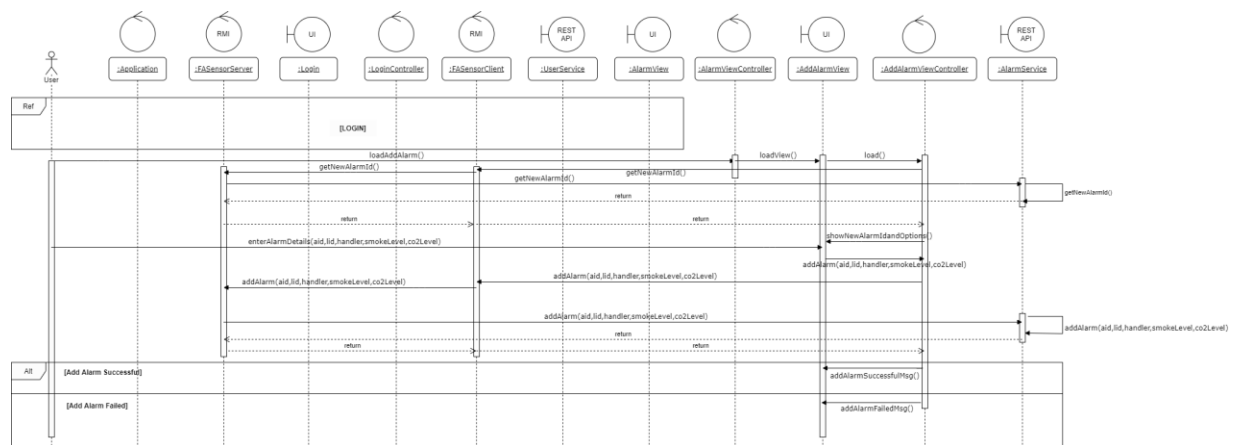 RMI
UI
RMI
REST
API
UI
UI
REST
API
User
:Application
:FASensorServer
:Login
:LoginController
:FASensorClient
:UserService
:AlarmView
:AlarmViewController
:AddAlarmView
:AddAlarmViewController
:AlarmService
Ref
[LOGIN]
loadAddAlarm()
loadView()
load()
getNewAlarmId()
getNewAlarmId()
getNewAlarmId()
getNewAlarmId()
return
return
return
showNewAlarmIdandOptions()
enterAlarmDetails(aid,lid,handler,smokeLevel,co2Level)
addAlarm(aid,lid,handler,smokeLevel,co2Level)
addAlarm(aid,lid,handler,smokeLevel,co2Level)
addAlarm(aid,lid,handler,smokeLevel,co2Level)
addAlarm(aid,lid,handler,smokeLevel,co2Level)
addAlarm(aid,lid,handler,smokeLevel,co2Level)
return
return
return
Alt
[Add Alarm Successful]
addAlarmSuccessfulMsg()
[Add Alarm Failed]
addAlarmFailedMsg()